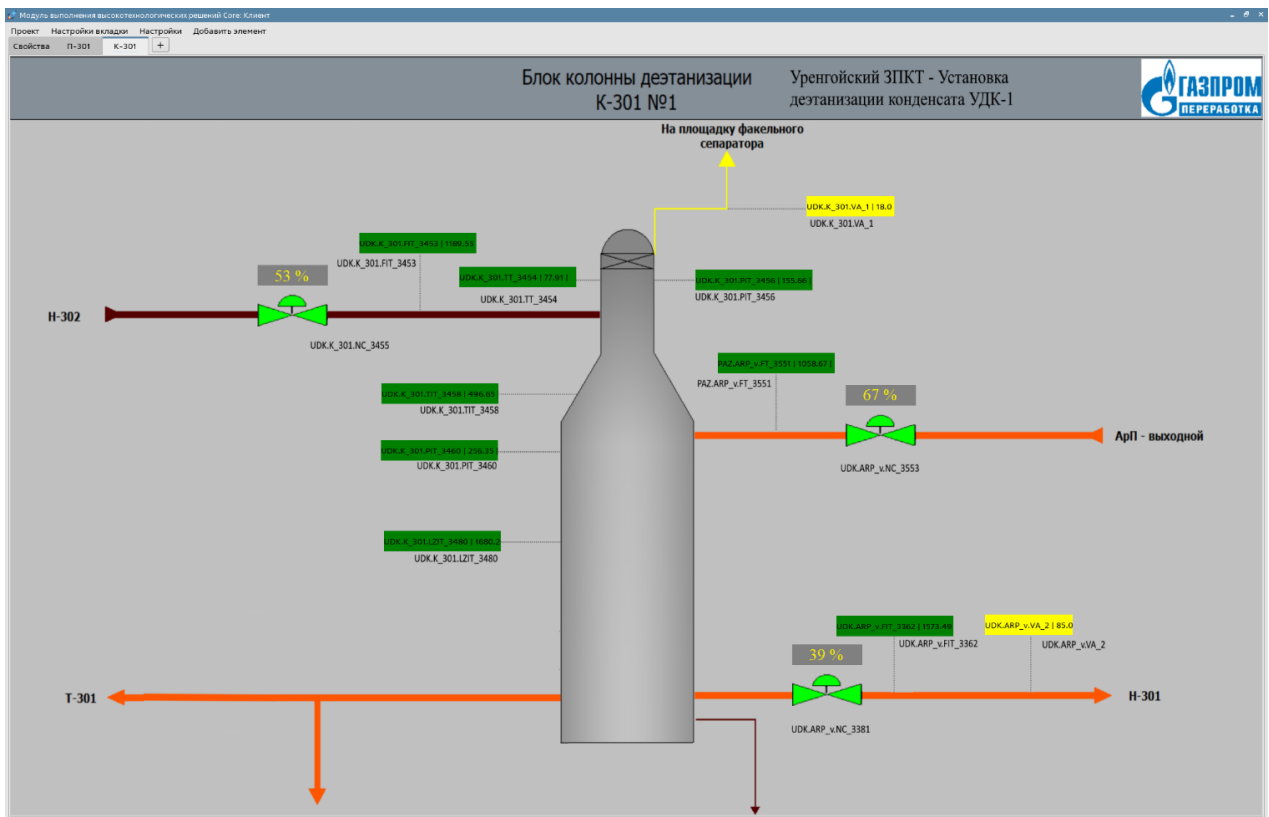 Модуль выполнения высокотехнологических решений Core: Клиент
Проект Настройки вкладки Настройки Добавить элемент
Свойства П-301 К-301 +
Блок колонны деэтанизации
К-301 №1
Уренгойский ЗПКТ - Установка
деэтанизации конденсата УДК-1
ГАЗПРОМ
ПЕРЕРАБОТКА
На площадку факельного
сепаратора
UDK.K_301.VA_1 | 18.0
UDK.K_301.VA_1
UDK.K_301.FIT_3453 | 1189.55
UDK.K_301.FIT_3453
53 %
UDK.K_301.TT_3454 | 77.91 |
UDK.K_301.TT_3454
UDK.K_301.PIT_3456 | 155.66 |
UDK.K_301.PIT_3456
Н-302
UDK.K_301.NC_3455
PAZ.ARP_v.FT_3551 | 1058.67 |
PAZ.ARP_v.FT_3551
UDK.K_301.TIT_3458 | 496.65
UDK.K_301.TIT_3458
67 %
АрП - выходной
UDK.K_301.PIT_3460 | 256.35 |
UDK.K_301.PIT_3460
UDK.ARP_v.NC_3553
UDK.K_301.LZIT_3480 | 1680.2
UDK.K_301.LZIT_3480
UDK.ARP_v.FIT_3362 | 1573.49
UDK.ARP_v.FIT_3362
UDK.ARP_v.VA_2 | 85.0
UDK.ARP_v.VA_2
39 %
Т-301
Н-301
UDK.ARP_v.NC_3381